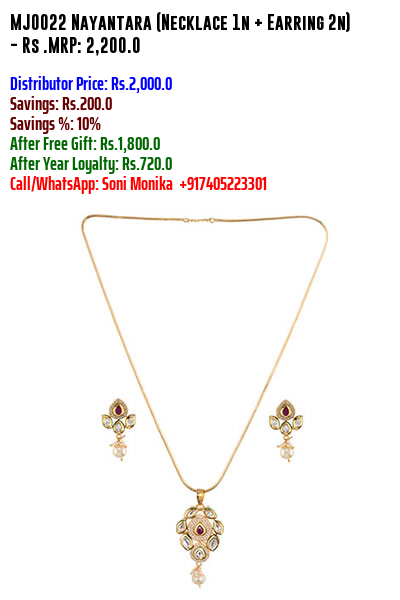 MJ0022 Nayantara (Necklace 1n + Earring 2n)
- Rs .MRP: 2,200.0
Distributor Price: Rs.2,000.0
Savings: Rs.200.0
Savings %: 10%
After Free Gift: Rs.1,800.0
After Year Loyalty: Rs.720.0
Call/WhatsApp: Soni Monika +917405223301